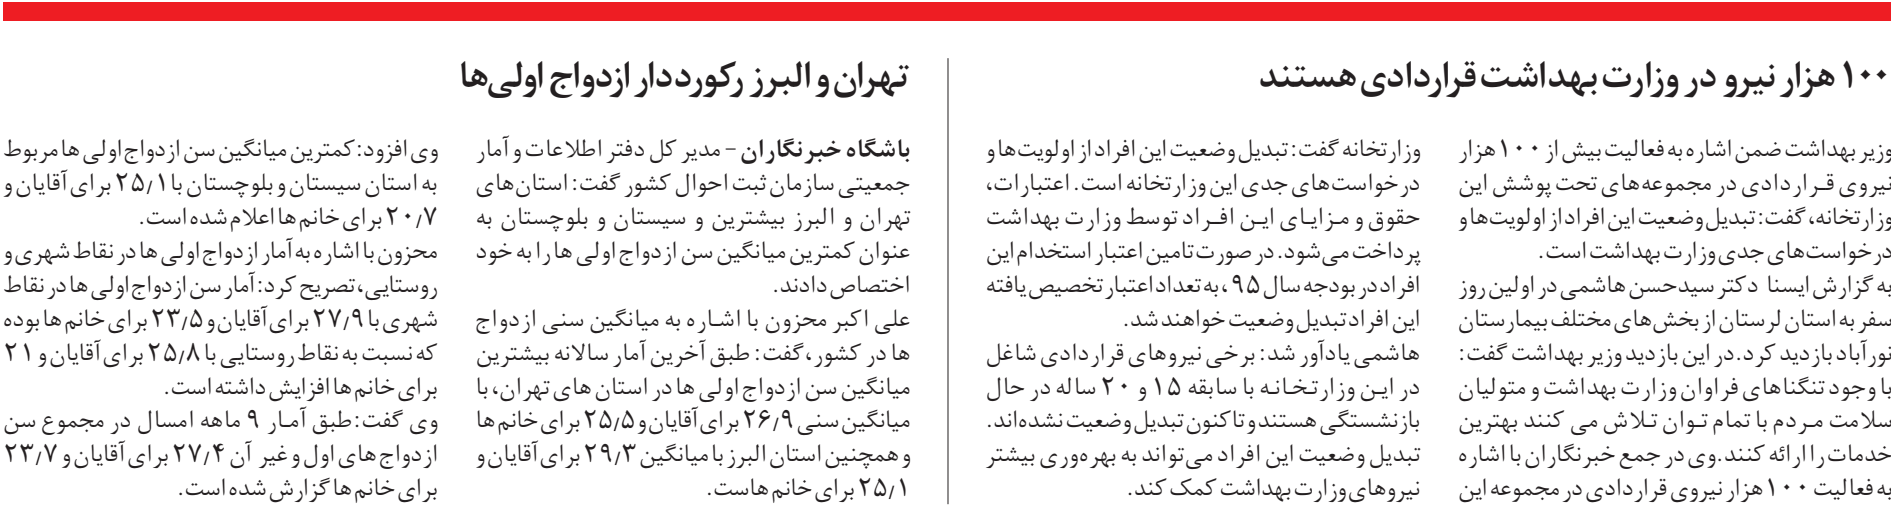 ۱۰۰ هزار نیرو در وزارت بهداشت قراردادی هستند
وزیر بهداشت ضمن اشاره به فعالیت بیش از ۱۰۰ هزار
نیروی قراردادی در مجموعه‌های تحت پوشش این
وزارتخانه، گفت: تبدیل وضعیت این افراد از اولویت‌ها و
درخواست‌های جدی وزارت بهداشت است.
به گزارش ایسنا دکتر سیدحسن هاشمی در اولین روز
سفر به استان لرستان از بخش‌های مختلف بیمارستان
نورآباد بازدید کرد.در این بازدید وزیر بهداشت گفت:
با وجود تنگناهای فراوان وزارت بهداشت و متولیان
سلامت مردم با تمام توان تلاش می کنند بهترین
خدمات را ارائه کنند.وی در جمع خبرنگاران با اشاره
به فعالیت ۱۰۰ هزار نیروی قراردادی در مجموعه این
وزارتخانه گفت: تبدیل وضعیت این افراد از اولویت‌ها و
درخواست‌های جدی این وزارتخانه است. اعتبارات،
حقوق و مزایای این افراد توسط وزارت بهداشت
پرداخت می‌شود. در صورت تامین اعتبار استخدام این
افراد در بودجه سال ۹۵، به تعداد اعتبار تخصیص یافته
این افراد تبدیل وضعیت خواهند شد.
هاشمی یادآور شد: برخی نیروهای قراردادی شاغل
در این وزارتخانه با سابقه ۱۵ و ۲۰ ساله در حال
بازنشستگی هستند و تاکنون تبدیل وضعیت نشده‌اند.
تبدیل وضعیت این افراد می‌تواند به بهره‌وری بیشتر
نیروهای وزارت بهداشت کمک کند.
تهران و البرز رکورددار ازدواج اولی‌ها
باشگاه خبرنگاران - مدیر کل دفتر اطلاعات و آمار
جمعیتی سازمان ثبت احوال کشور گفت: استان‌های
تهران و البرز بیشترین و سیستان و بلوچستان به
عنوان کمترین میانگین سن ازدواج اولی ها را به خود
اختصاص دادند.
علی اکبر محزون با اشاره به میانگین سنی ازدواج
ها در کشور،گفت: طبق آخرین آمار سالانه بیشترین
میانگین سن ازدواج اولی ها در استان های تهران، با
میانگین سنی ۲۶٫۹ برای آقایان و ۲۵٫۵ برای خانم ها
و همچنین استان البرز با میانگین ۲۹٫۳ برای آقایان و
۲۵٫۱ برای خانم هاست.
وی افزود: کمترین میانگین سن ازدواج اولی ها مربوط
به استان سیستان و بلوچستان با ۲۵٫۱ برای آقایان و
۲۰٫۷ برای خانم ها اعلام شده است.
محزون با اشاره به آمار ازدواج اولی ها در نقاط شهری و
روستایی، تصریح کرد: آمار سن ازدواج اولی ها در نقاط
شهری با ۲۷٫۹ برای آقایان و ۲۳٫۵ برای خانم ها بوده
که نسبت به نقاط روستایی با ۲۵٫۸ برای آقایان و ۲۱
برای خانم ها افزایش داشته است.
وی گفت:طبق آمار ۹ ماهه امسال در مجموع سن
ازدواج های اول و غیر آن ۲۷٫۴ برای آقایان و ۲۳٫۷
برای خانم ها گزارش شده است.